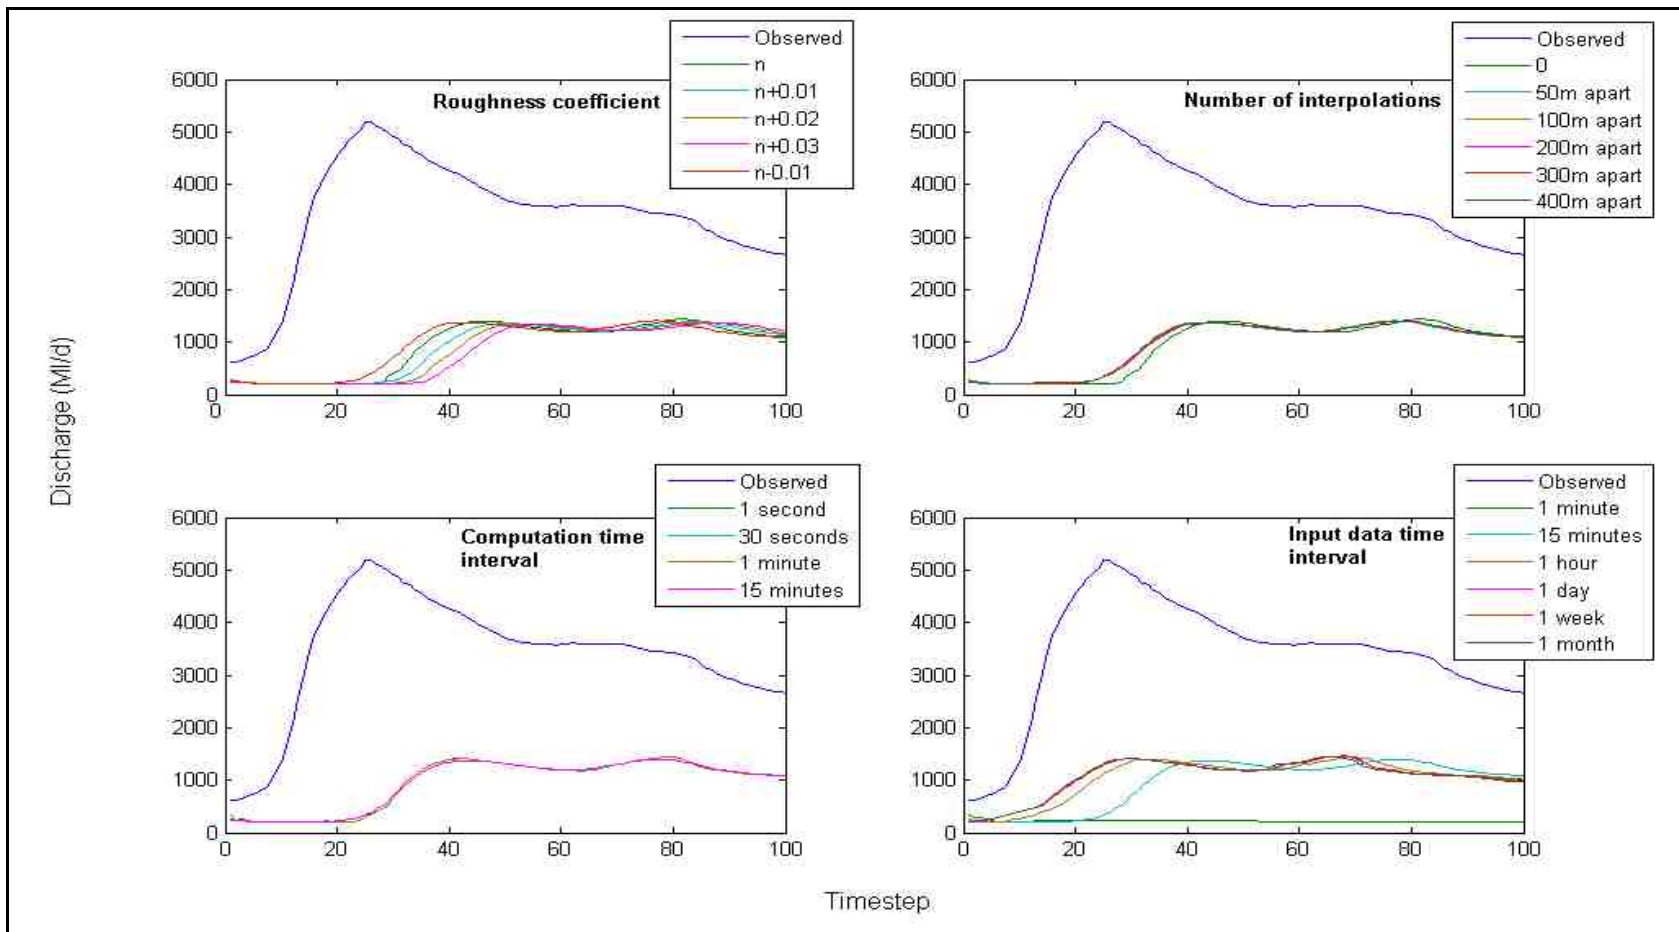 Observed
n
n+0.01
n+0.02
n+0.03
n-0.01
Roughness coefficient
6000
5000
4000
3000
2000
1000
0
0 20 40 60 80 100
Observed
0
50m apart
100m apart
200m apart
300m apart
400m apart
Number of interpolations
6000
5000
4000
3000
2000
1000
0
0 20 40 60 80 100
Discharge (Ml/d)
Observed
1 second
30 seconds
1 minute
15 minutes
Computation time
interval
6000
5000
4000
3000
2000
1000
0
0 20 40 60 80 100
Observed
1 minute
15 minutes
1 hour
1 day
1 week
1 month
Input data time
interval
6000
5000
4000
3000
2000
1000
0
0 20 40 60 80 100
Timestep